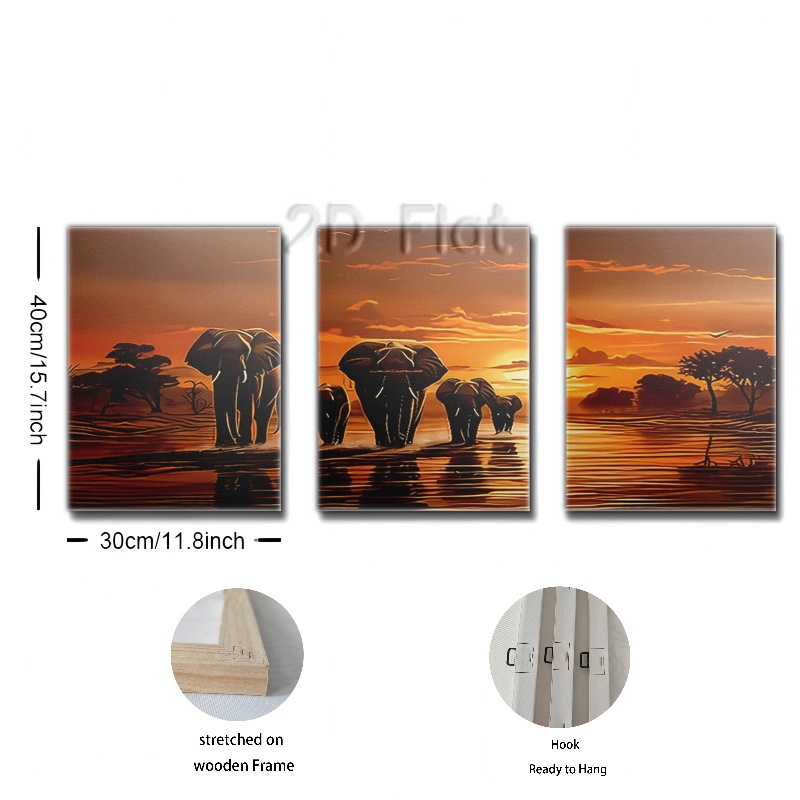 2D Flat
40cm/15.7inch
30cm/11.8inch
stretched on
wooden Frame
Hook
Ready to Hang